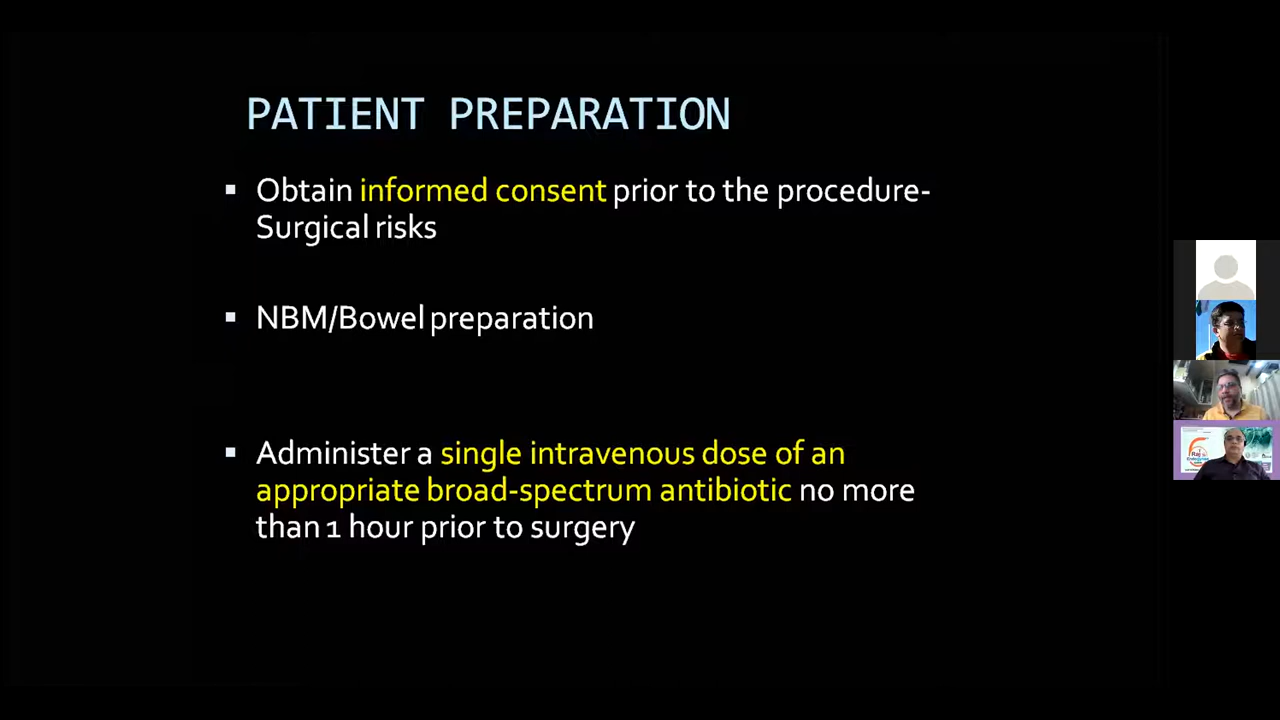 PATIENT PREPARATION
▪ Obtain informed consent prior to the procedure-
Surgical risks
▪ NBM/Bowel preparation
▪ Administer a single intravenous dose of an
appropriate broad-spectrum antibiotic no more
than 1 hour prior to surgery
Raj